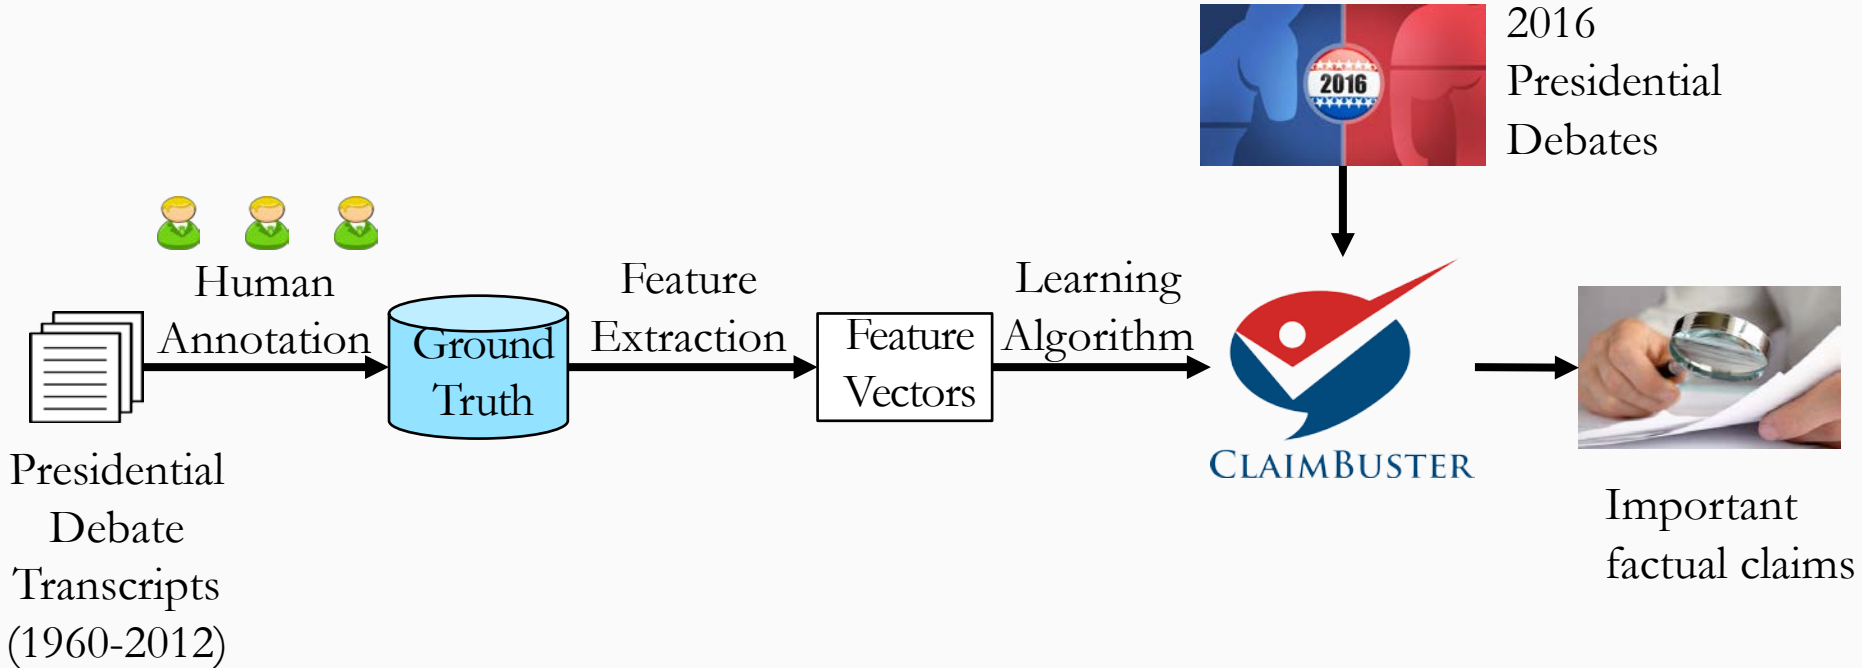 2016
Presidential
Debates
2016
Human
Annotation
Feature
Extraction
Learning
Algorithm
Ground
Truth
Feature
Vectors
CLAIMBUSTER
Presidential
Debate
Transcripts
(1960-2012)
Important
factual claims